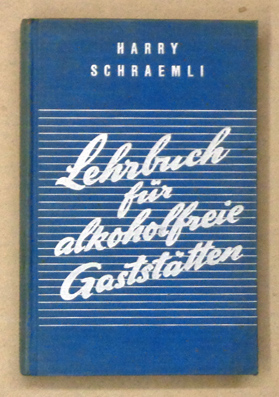 HARRY
SCHRAEMLI
Lehrbuch
für
alkoholfreie
Gaststätten